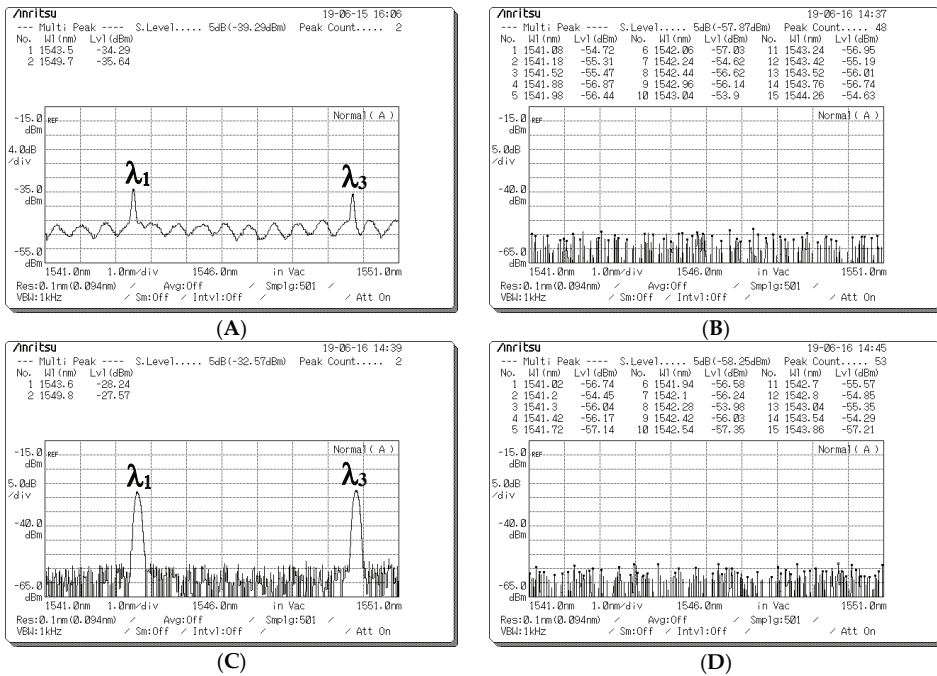 Anritsu 19-06-15 16:06
--- Multi Peak ---- S.Level..... 5dB(-39.29dBm) Peak Count..... 2
No. Wl(nm) Lvl(dBm)
1 1543.5 -34.29
2 1549.7 -35.64
-15.0 dBm
REF
Normal(A)
4.0dB /div
λ1
λ3
-35.0 dBm
-55.0 dBm
1541.0nm 1.0nm/div 1546.0nm in Vac 1551.0nm
Res:0.1nm(0.094nm) / Avg:Off / Smplg:501 /
VBW:1kHz / Sm:Off / Intvl:Off / / Att On
(A)
Anritsu 19-06-16 14:37
--- Multi Peak ---- S.Level..... 5dB(-57.87dBm) Peak Count..... 48
No. Wl(nm) Lvl(dBm) No. Wl(nm) Lvl(dBm) No. Wl(nm) Lvl(dBm)
1 1541.08 -54.72 6 1542.06 -57.03 11 1543.24 -56.95
2 1541.18 -55.31 7 1542.24 -54.62 12 1543.42 -55.19
3 1541.52 -55.47 8 1542.44 -56.62 13 1543.52 -56.01
4 1541.88 -56.87 9 1542.96 -56.14 14 1543.76 -56.74
5 1541.98 -56.44 10 1543.04 -53.9 15 1544.26 -54.63
-15.0 dBm
REF
Normal(A)
5.0dB /div
-40.0 dBm
-65.0 dBm
1541.0nm 1.0nm/div 1546.0nm in Vac 1551.0nm
Res:0.1nm(0.094nm) / Avg:Off / Smplg:501 /
VBW:1kHz / Sm:Off / Intvl:Off / / Att On
(B)
Anritsu 19-06-16 14:39
--- Multi Peak ---- S.Level..... 5dB(-32.57dBm) Peak Count..... 2
No. Wl(nm) Lvl(dBm)
1 1543.6 -28.24
2 1549.8 -27.57
-15.0 dBm
REF
Normal(A)
5.0dB /div
λ1
λ3
-40.0 dBm
-65.0 dBm
1541.0nm 1.0nm/div 1546.0nm in Vac 1551.0nm
Res:0.1nm(0.094nm) / Avg:Off / Smplg:501 /
VBW:1kHz / Sm:Off / Intvl:Off / / Att On
(C)
Anritsu 19-06-16 14:45
--- Multi Peak ---- S.Level..... 5dB(-58.25dBm) Peak Count..... 53
No. Wl(nm) Lvl(dBm) No. Wl(nm) Lvl(dBm) No. Wl(nm) Lvl(dBm)
1 1541.02 -56.74 6 1541.94 -56.58 11 1542.7 -55.57
2 1541.2 -54.45 7 1542.1 -56.24 12 1542.8 -54.85
3 1541.3 -56.04 8 1542.28 -53.98 13 1543.04 -55.35
4 1541.42 -56.17 9 1542.42 -56.03 14 1543.54 -54.29
5 1541.72 -57.14 10 1542.54 -57.35 15 1543.86 -57.21
-15.0 dBm
REF
Normal(A)
5.0dB /div
-40.0 dBm
-65.0 dBm
1541.0nm 1.0nm/div 1546.0nm in Vac 1551.0nm
Res:0.1nm(0.094nm) / Avg:Off / Smplg:501 /
VBW:1kHz / Sm:Off / Intvl:Off / / Att On
(D)